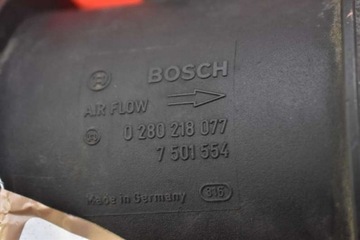 BOSCH
AIR FLOW
0 280 218 077
7 501 554
Made in Germany